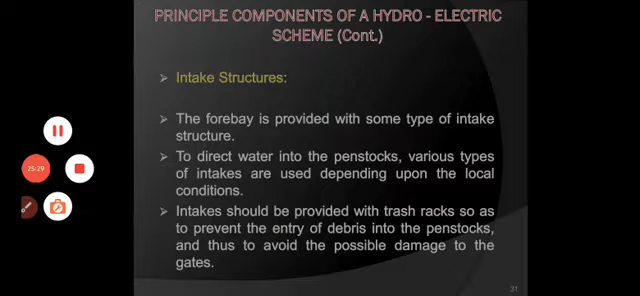 PRINCIPLE COMPONENTS OF A HYDRO - ELECTRIC
SCHEME (Cont.)
➢ Intake Structures:
➢ The forebay is provided with some type of intake
structure.
➢ To direct water into the penstocks, various types
of intakes are used depending upon the local
conditions.
➢ Intakes should be provided with trash racks so as
to prevent the entry of debris into the penstocks,
and thus to avoid the possible damage to the
gates.
25:29
31